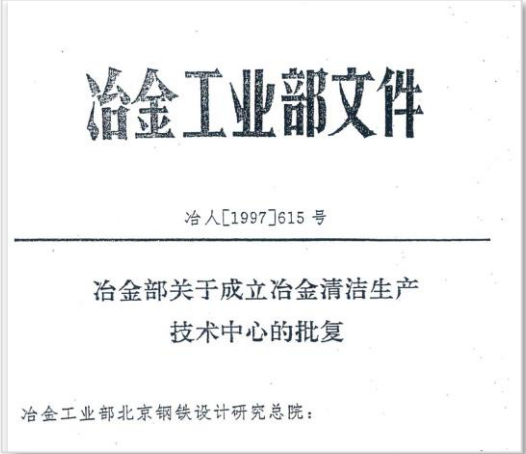 冶金工业部文件
冶人[1997]615号
冶金部关于成立冶金清洁生产
技术中心的批复
冶金工业部北京钢铁设计研究总院：